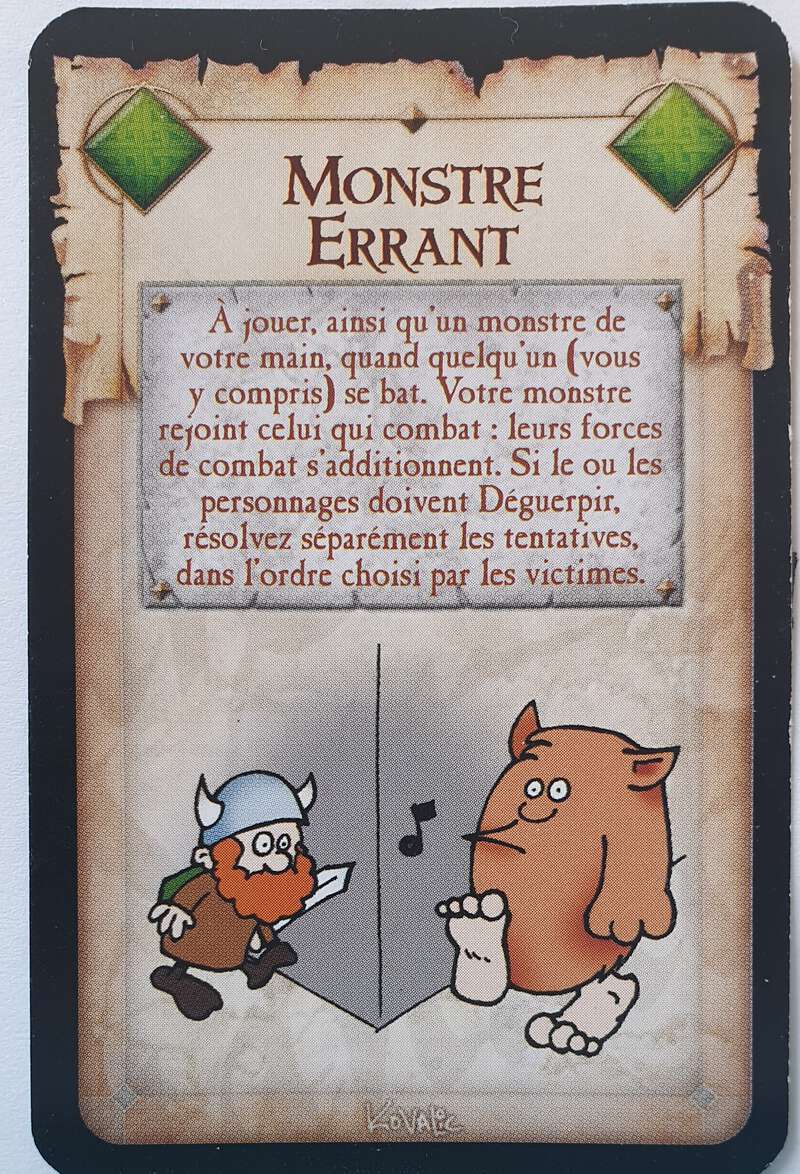 Monstre
Errant
À jouer, ainsi qu'un monstre de
votre main, quand quelqu'un (vous
y compris) se bat. Votre monstre
rejoint celui qui combat : leurs forces
de combat s'additionnent. Si le ou les
personnages doivent Déguerpir,
résolvez séparément les tentatives,
dans l'ordre choisi par les victimes.
Kovalic